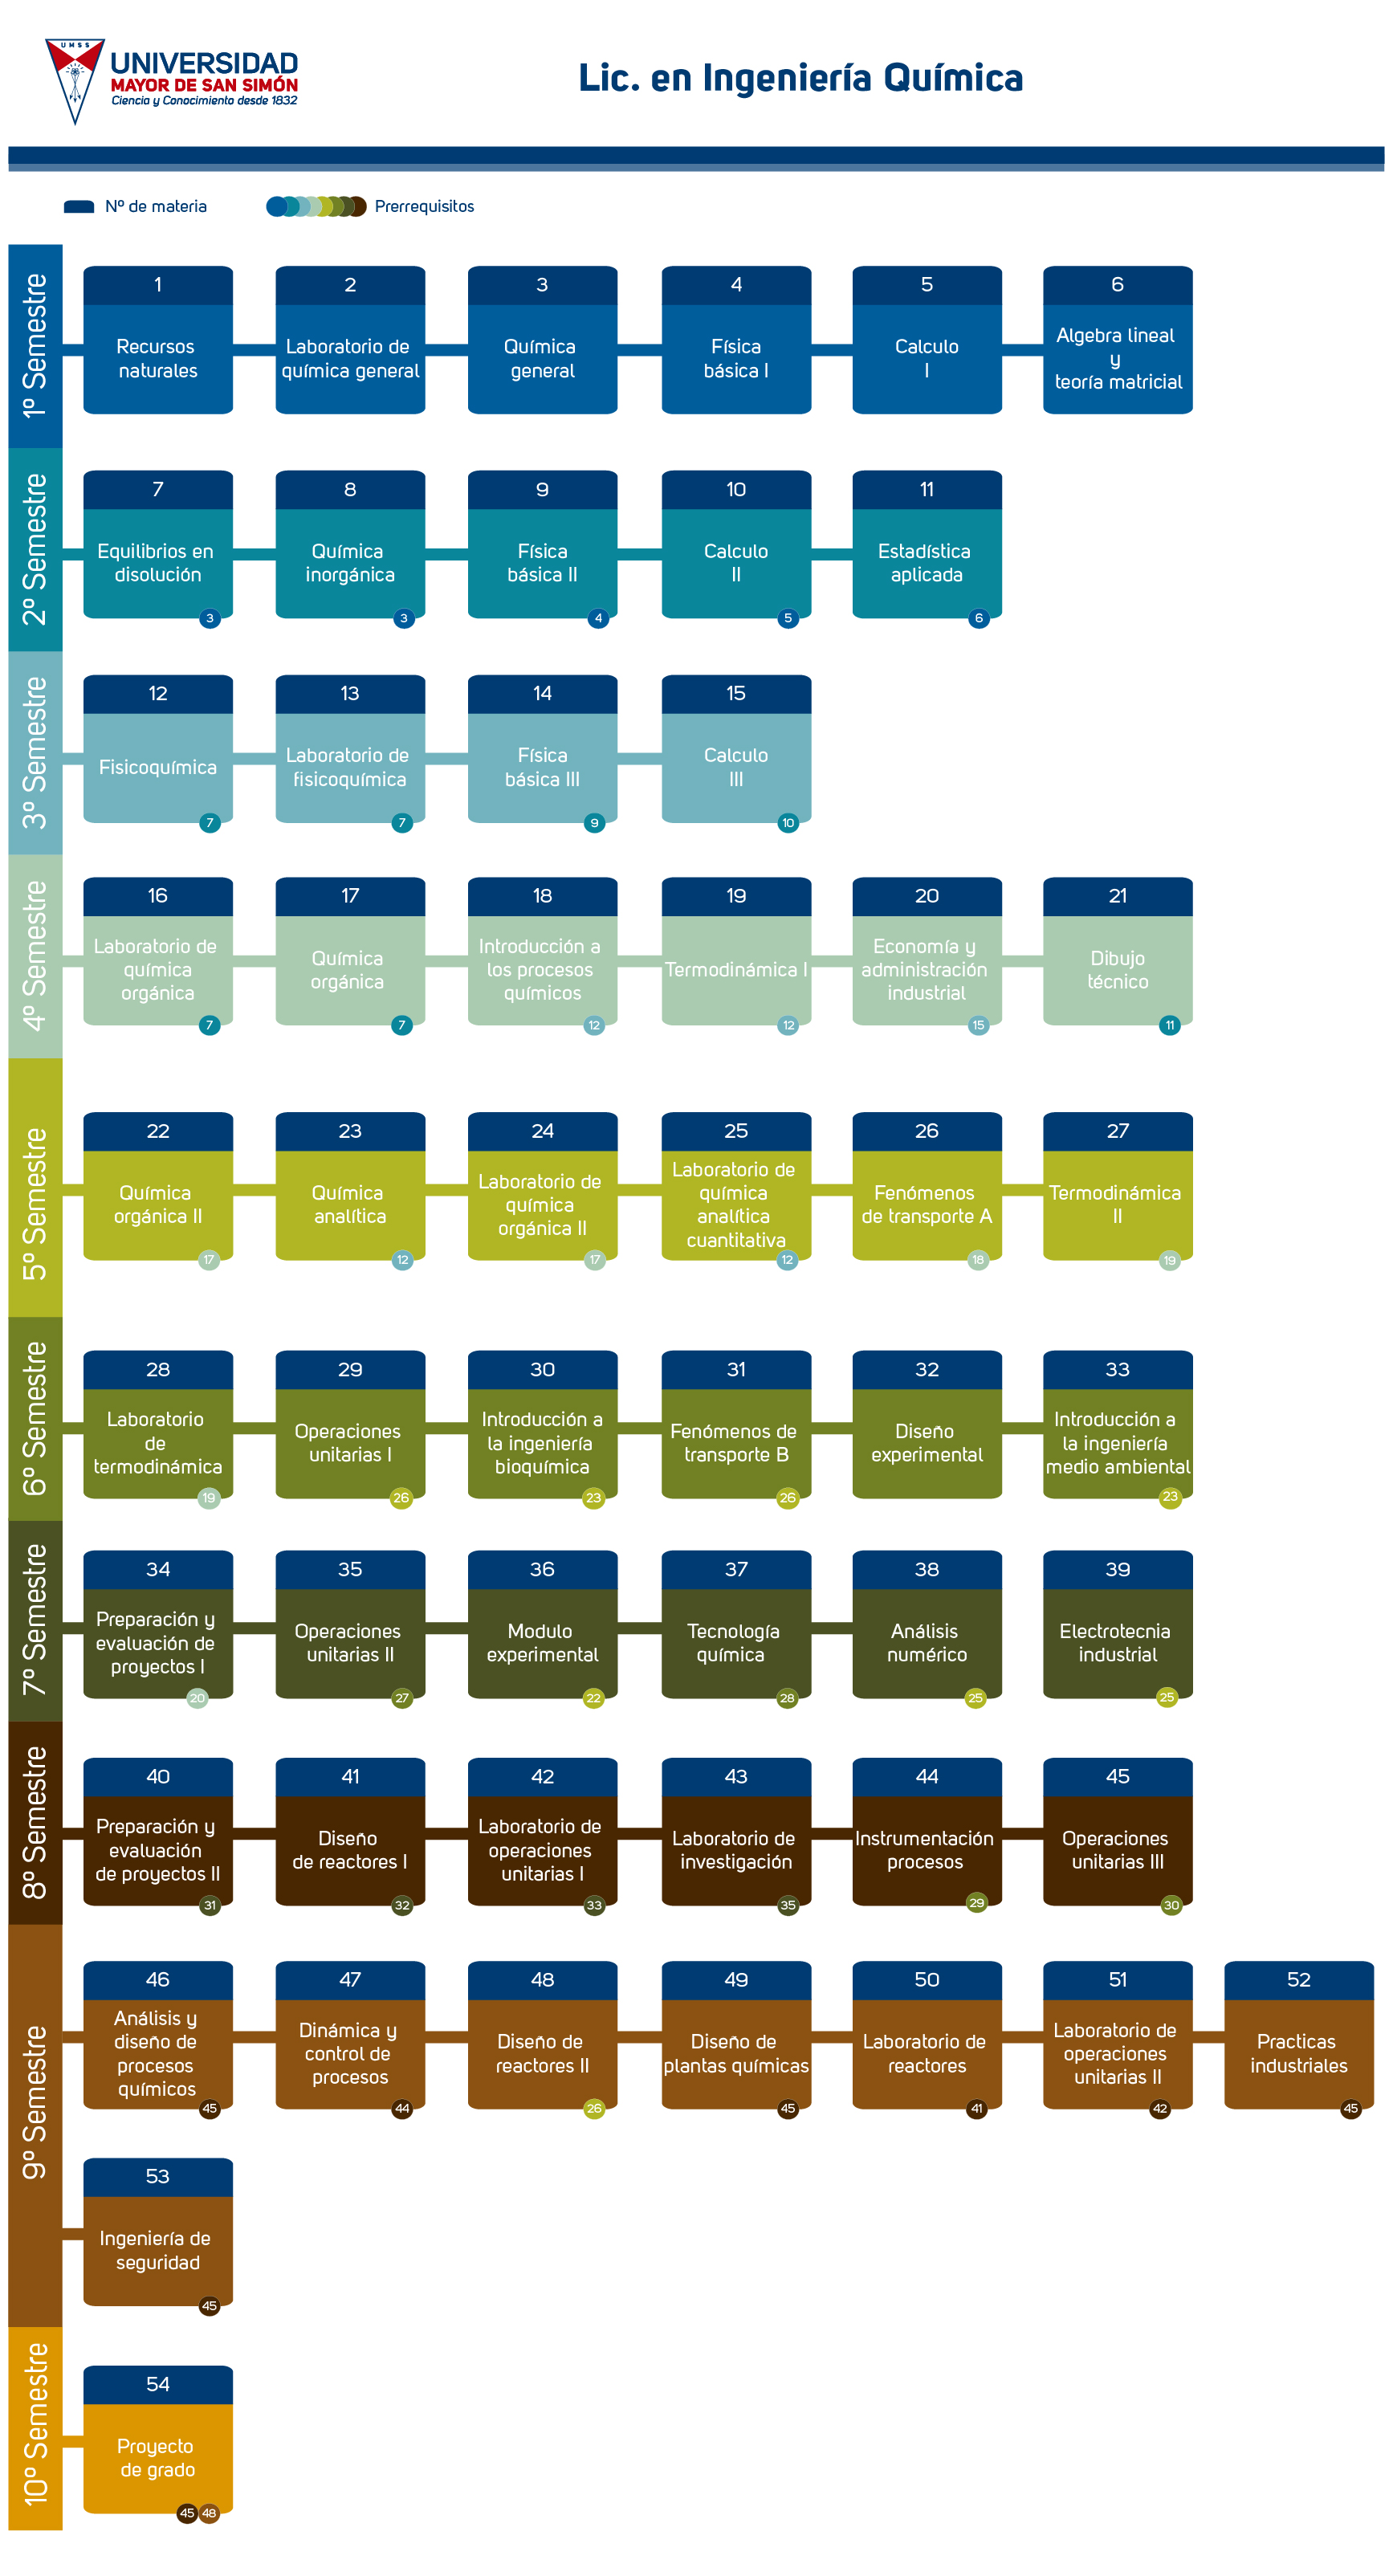 UMSS
UNIVERSIDAD
MAYOR DE SAN SIMÓN
Ciencia y Conocimiento desde 1832
Lic. en Ingeniería Química
Nº de materia
Prerrequisitos
1º Semestre
1
Recursos
naturales
2
Laboratorio de
química general
3
Química
general
4
Física
básica I
5
Calculo
I
6
Algebra lineal
y
teoría matricial
2º Semestre
7
Equilibrios en
disolución
3
8
Química
inorgánica
3
9
Física
básica II
4
10
Calculo
II
5
11
Estadística
aplicada
6
3º Semestre
12
Fisicoquímica
7
13
Laboratorio de
fisicoquímica
7
14
Física
básica III
9
15
Calculo
III
10
4º Semestre
16
Laboratorio de
química
orgánica
7
17
Química
orgánica
7
18
Introducción a
los procesos
químicos
12
19
Termodinámica I
12
20
Economía y
administración
industrial
15
21
Dibujo
técnico
11
5º Semestre
22
Química
orgánica II
17
23
Química
analítica
12
24
Laboratorio de
química
orgánica II
17
25
Laboratorio de
química
analítica
cuantitativa
12
26
Fenómenos
de transporte A
18
27
Termodinámica
II
19
6º Semestre
28
Laboratorio
de
termodinámica
19
29
Operaciones
unitarias I
26
30
Introducción a
la ingeniería
bioquímica
23
31
Fenómenos de
transporte B
26
32
Diseño
experimental
33
Introducción a
la ingeniería
medio ambiental
23
7º Semestre
34
Preparación y
evaluación de
proyectos I
20
35
Operaciones
unitarias II
27
36
Modulo
experimental
22
37
Tecnología
química
28
38
Análisis
numérico
25
39
Electrotecnia
industrial
25
8º Semestre
40
Preparación y
evaluación
de proyectos II
31
41
Diseño
de reactores I
32
42
Laboratorio de
operaciones
unitarias I
33
43
Laboratorio de
investigación
35
44
Instrumentación
procesos
29
45
Operaciones
unitarias III
30
9º Semestre
46
Análisis y
diseño de
procesos
químicos
45
47
Dinámica y
control de
procesos
44
48
Diseño de
reactores II
26
49
Diseño de
plantas químicas
45
50
Laboratorio de
reactores
41
51
Laboratorio de
operaciones
unitarias II
42
52
Practicas
industriales
45
53
Ingeniería de
seguridad
45
10º Semestre
54
Proyecto
de grado
45 48